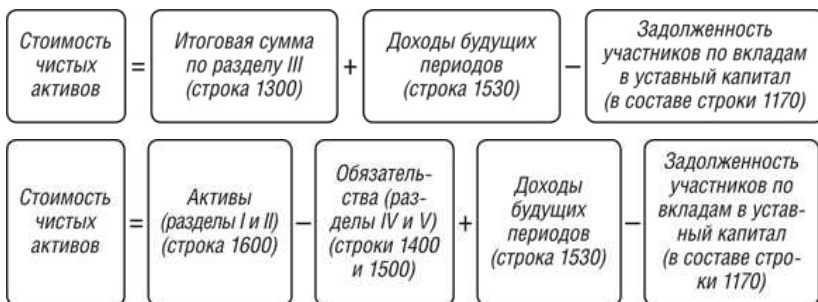 Стоимость
чистых
активов
=
Итоговая сумма
по разделу III
(строка 1300)
+
Доходы будущих
периодов
(строка 1530)
−
Задолженность
участников по вкладам
в уставный капитал
(в составе строки 1170)
Стоимость
чистых
активов
=
Активы
(разделы I и II)
(строка 1600)
−
Обязатель-
ства (раз-
делы IV и V)
(строки 1400
и 1500)
+
Доходы
будущих
периодов
(строка 1530)
−
Задолженность
участников по
вкладам в устав-
ный капитал
(в составе стро-
ки 1170)